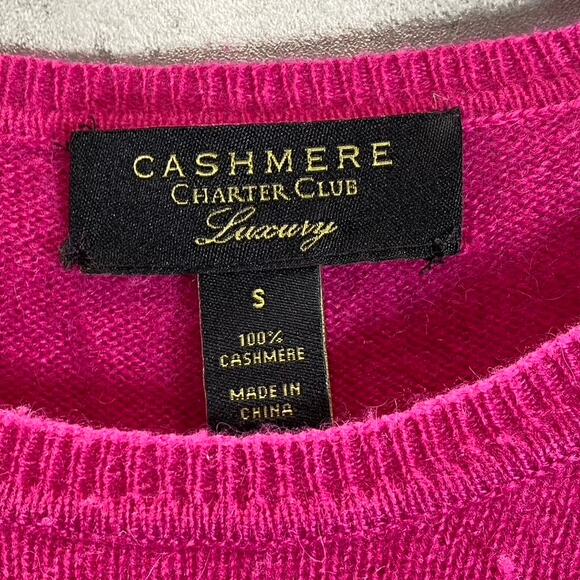 CASHMERE
CHARTER CLUB
Luxury
S
100%
CASHMERE
MADE IN
CHINA